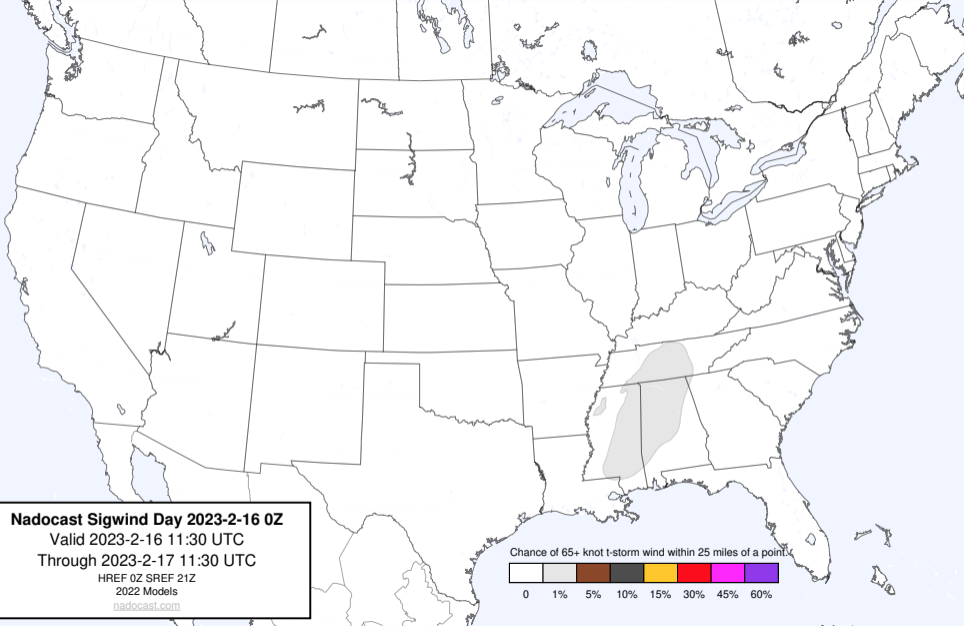 Nadocast Sigwind Day 2023-2-16 0Z
Valid 2023-2-16 11:30 UTC
Through 2023-2-17 11:30 UTC
HREF 0Z SREF 21Z
2022 Models
nadocast.com
Chance of 65+ knot t-storm wind within 25 miles of a point.
0 1% 5% 10% 15% 30% 45% 60%